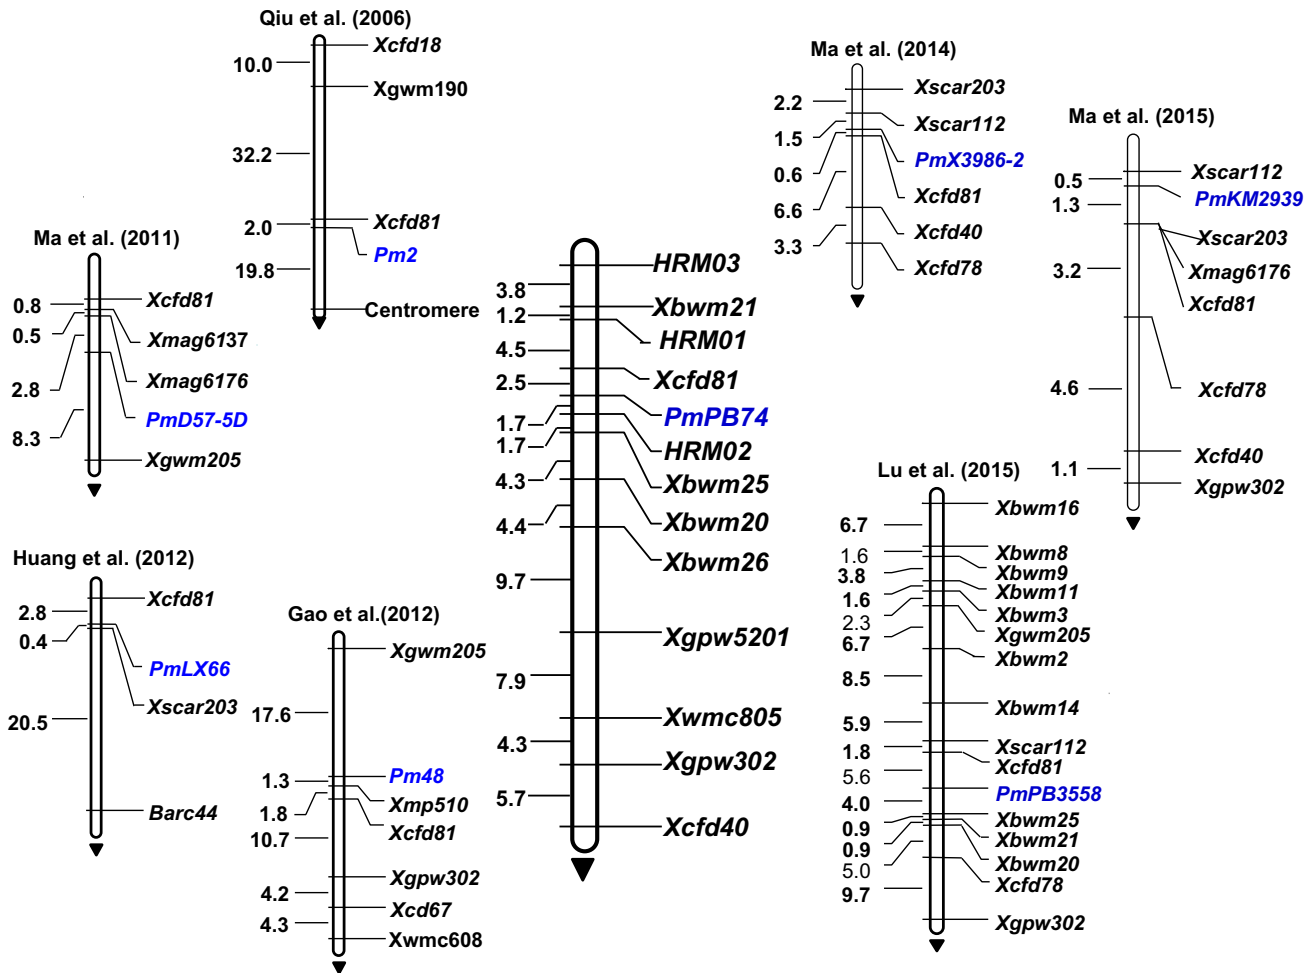 Qiu et al. (2006)
Xcfd18
10.0
Xgwm190
32.2
Xcfd81
2.0
Pm2
19.8
Centromere
Ma et al. (2011)
Xcfd81
0.8
0.5
Xmag6137
Xmag6176
2.8
PmD57-5D
8.3
Xgwm205
Huang et al. (2012)
Xcfd81
2.8
0.4
PmLX66
Xscar203
20.5
Barc44
Gao et al.(2012)
Xgwm205
17.6
Pm48
1.3
Xmp510
1.8
Xcfd81
10.7
Xgpw302
4.2
Xcd67
4.3
Xwmc608
HRM03
3.8
Xbwm21
1.2
HRM01
4.5
Xcfd81
2.5
PmPB74
1.7
1.7
HRM02
4.3
Xbwm25
4.4
Xbwm20
Xbwm26
9.7
Xgpw5201
7.9
Xwmc805
4.3
Xgpw302
5.7
Xcfd40
Ma et al. (2014)
Xscar203
2.2
Xscar112
1.5
PmX3986-2
0.6
Xcfd81
6.6
Xcfd40
3.3
Xcfd78
Ma et al. (2015)
Xscar112
0.5
PmKM2939
1.3
Xscar203
3.2
Xmag6176
Xcfd81
4.6
Xcfd78
Xcfd40
1.1
Xgpw302
Lu et al. (2015)
Xbwm16
6.7
Xbwm8
1.6
Xbwm9
3.8
Xbwm11
1.6
Xbwm3
2.3
Xgwm205
6.7
Xbwm2
8.5
Xbwm14
5.9
Xscar112
1.8
Xcfd81
5.6
PmPB3558
4.0
Xbwm25
0.9
Xbwm21
0.9
Xbwm20
5.0
Xcfd78
9.7
Xgpw302